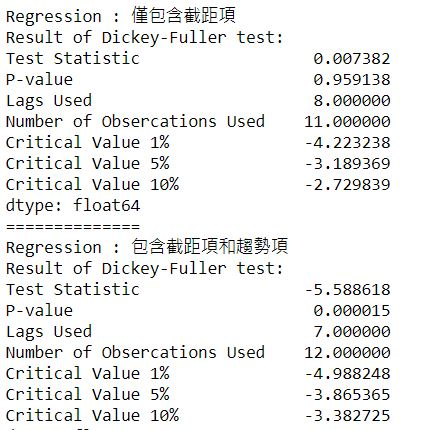 Regression : 僅包含截距項
Result of Dickey-Fuller test:
Test Statistic 0.007382
P-value 0.959138
Lags Used 8.000000
Number of Obsercations Used 11.000000
Critical Value 1% -4.223238
Critical Value 5% -3.189369
Critical Value 10% -2.729839
dtype: float64
==============
Regression : 包含截距項和趨勢項
Result of Dickey-Fuller test:
Test Statistic -5.588618
P-value 0.000015
Lags Used 7.000000
Number of Obsercations Used 12.000000
Critical Value 1% -4.988248
Critical Value 5% -3.865365
Critical Value 10% -3.382725